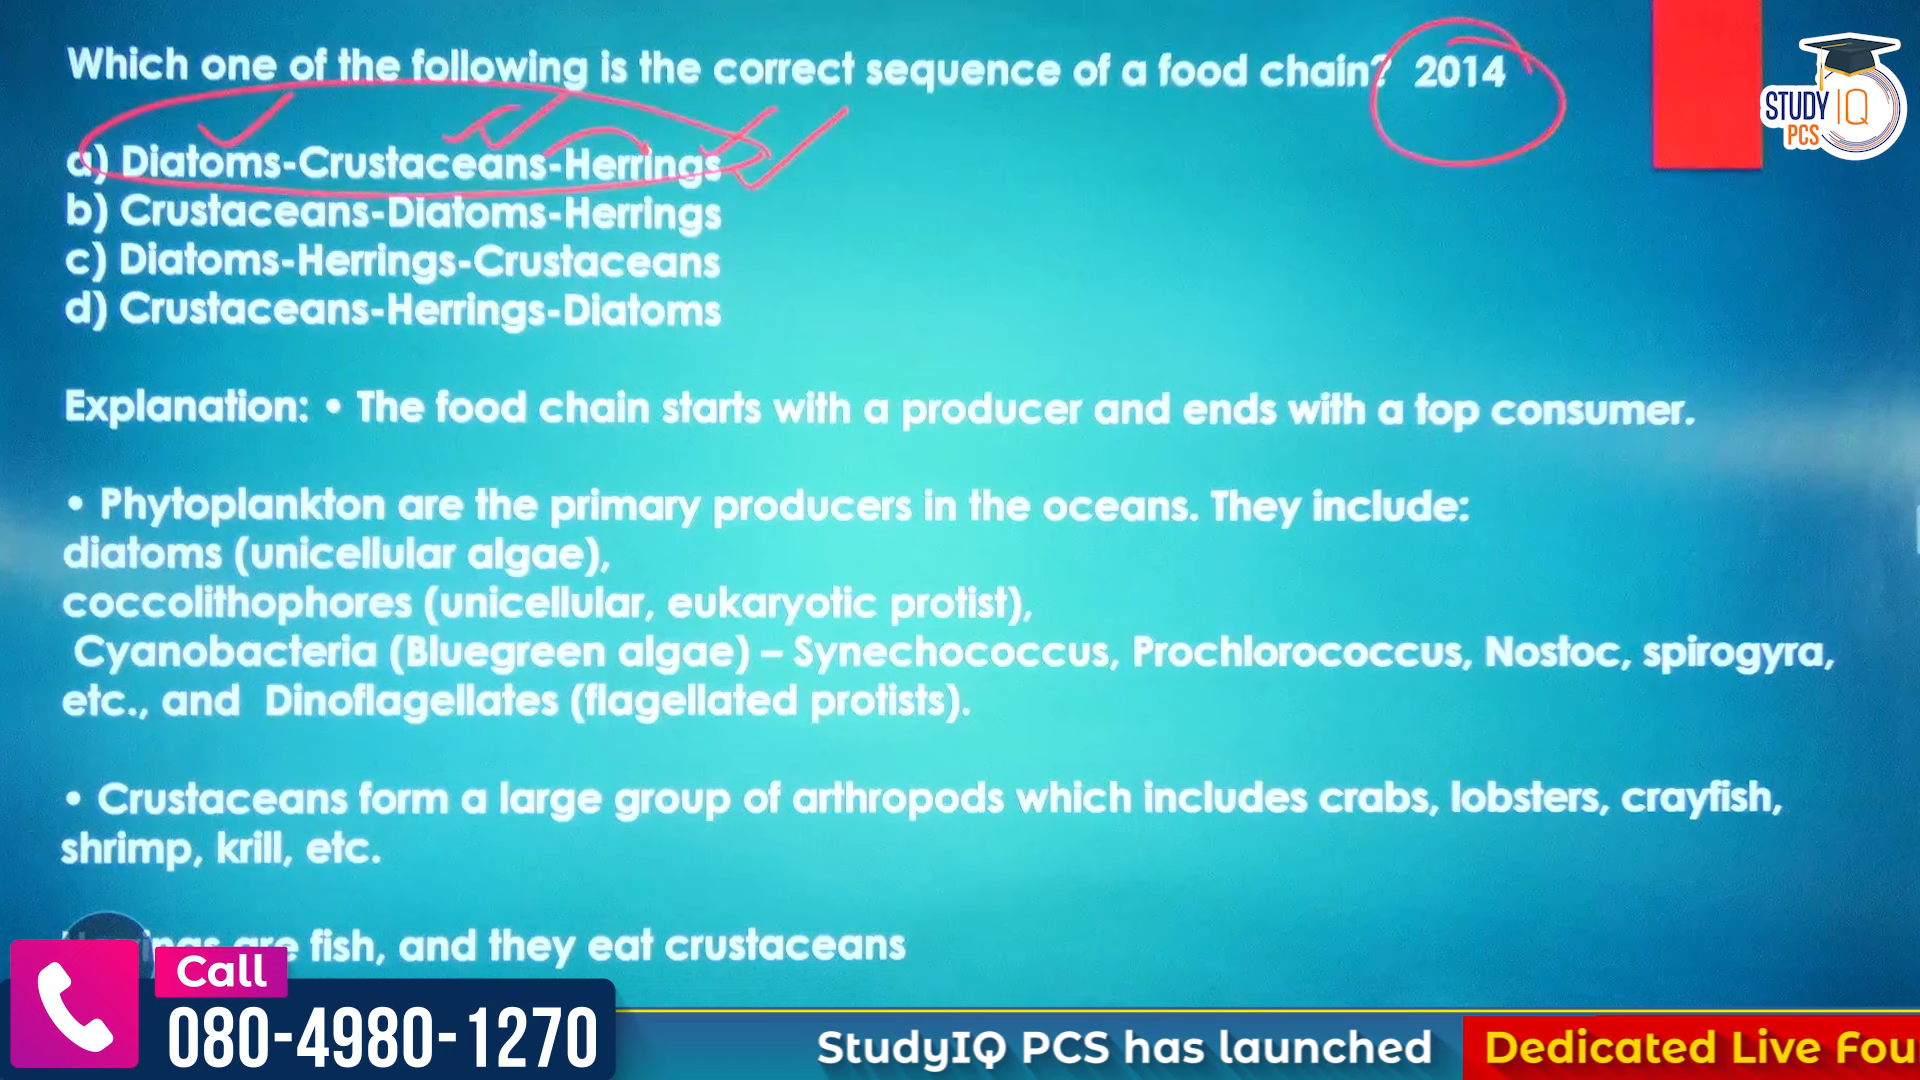 Which one of the following is the correct sequence of a food chain? 2014
STUDY IQ
PCS
a) Diatoms-Crustaceans-Herrings
b) Crustaceans-Diatoms-Herrings
c) Diatoms-Herrings-Crustaceans
d) Crustaceans-Herrings-Diatoms
Explanation: • The food chain starts with a producer and ends with a top consumer.
• Phytoplankton are the primary producers in the oceans. They include:
diatoms (unicellular algae),
coccolithophores (unicellular, eukaryotic protist),
Cyanobacteria (Bluegreen algae) – Synechococcus, Prochlorococcus, Nostoc, spirogyra,
etc., and Dinoflagellates (flagellated protists).
• Crustaceans form a large group of arthropods which includes crabs, lobsters, crayfish,
shrimp, krill, etc.
are fish, and they eat crustaceans
Call
080-4980-1270
StudyIQ PCS has launched Dedicated Live Fou